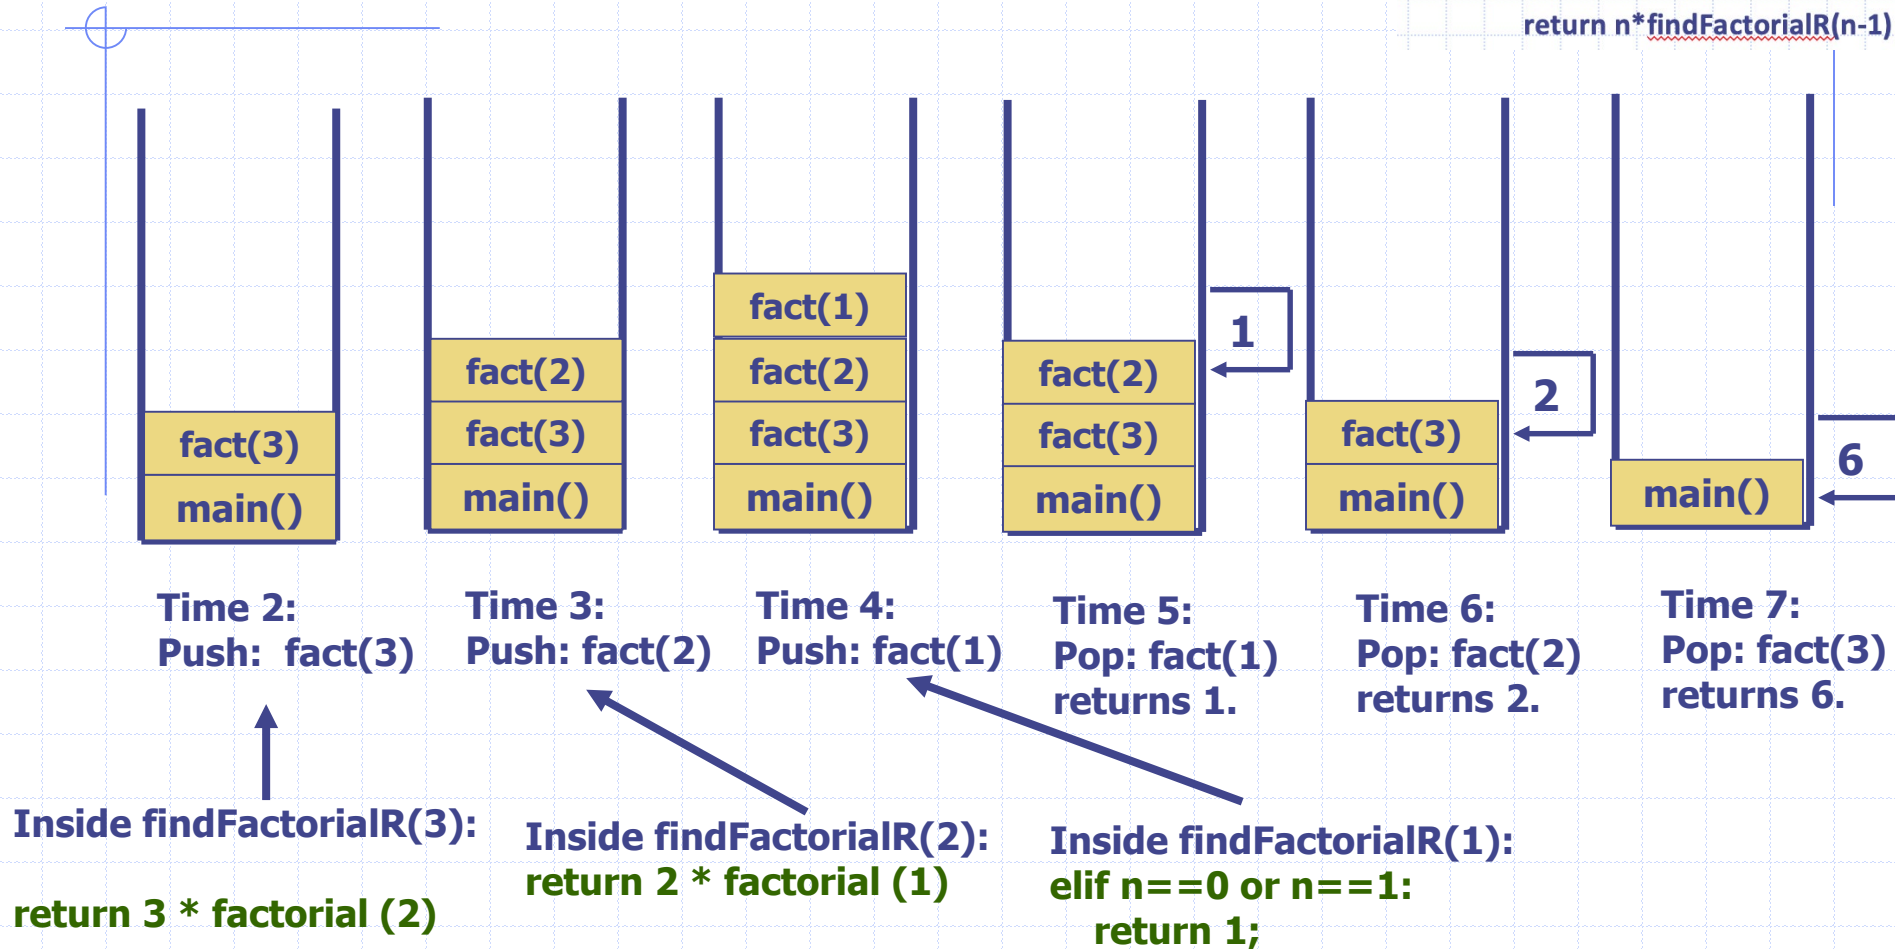 return n*findFactorialR(n-1)
fact(3)
main()
fact(2)
fact(3)
main()
fact(1)
fact(2)
fact(3)
main()
fact(2)
fact(3)
main()
1
fact(3)
main()
2
main()
6
Time 2:
Push:  fact(3)
Time 3:
Push: fact(2)
Time 4:
Push: fact(1)
Time 5:
Pop: fact(1)
returns 1.
Time 6:
Pop: fact(2)
returns 2.
Time 7:
Pop: fact(3)
returns 6.
Inside findFactorialR(3):
return 3 * factorial (2)
Inside findFactorialR(2):
return 2 * factorial (1)
Inside findFactorialR(1):
elif n==0 or n==1:
return 1;